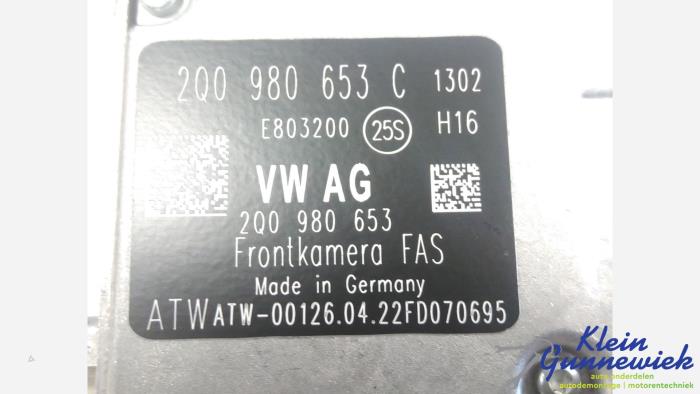 2Q0 980 653 C 1302
E803200 25S H16
VW AG
2Q0 980 653
Frontkamera FAS
Made in Germany
ATW ATW-00126.04.22FD070695
Klein
Gunnewiek
auto-onderdelen
autodemontage | motorentechniek